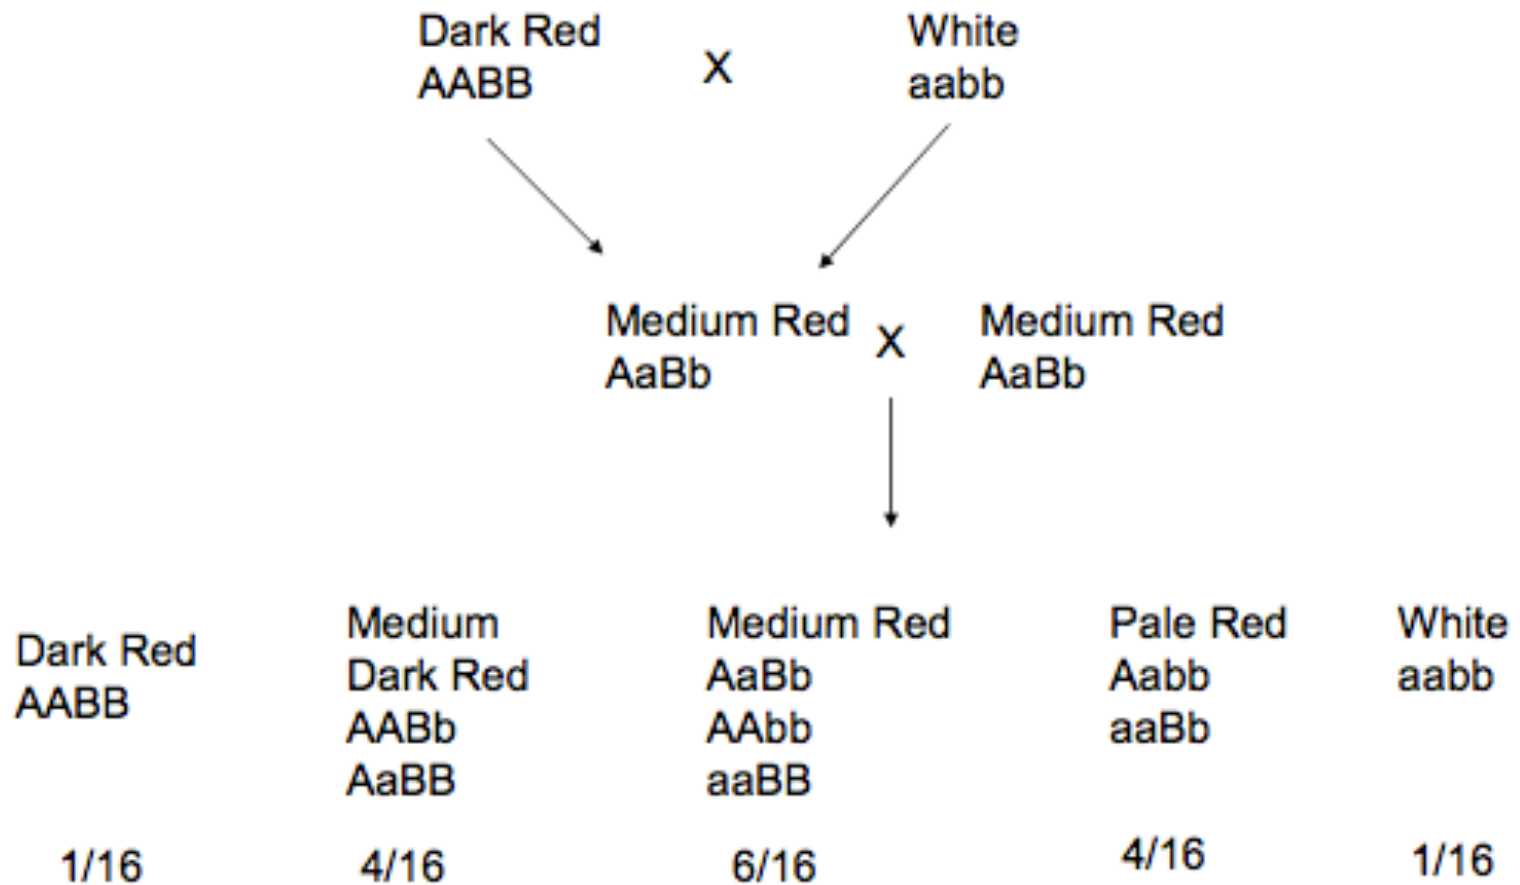 Dark Red
AABB
X
White
aabb
Medium Red
AaBb
X
Medium Red
AaBb
Dark Red
AABB
1/16
Medium
Dark Red
AABb
AaBB
4/16
Medium Red
AaBb
AAbb
aaBB
6/16
Pale Red
Aabb
aaBb
4/16
White
aabb
1/16